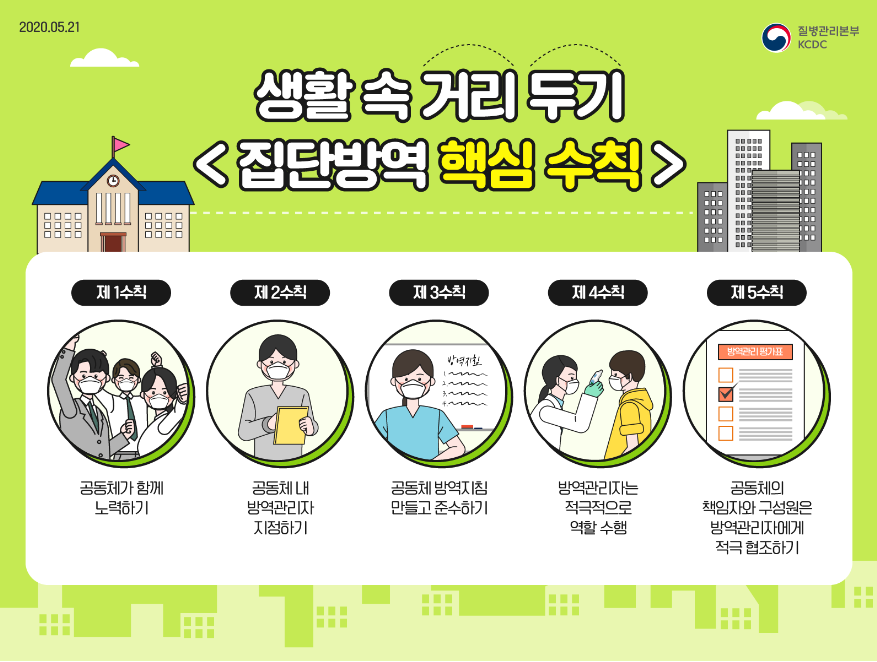 2020.05.21
질병관리본부
KCDC
생활 속 거리 두기
< 집단방역 핵심 수칙 >
제 1수칙
공동체가 함께
노력하기
제 2수칙
공동체 내
방역관리자
지정하기
제 3수칙
방역지침
1
2
3
4
공동체 방역지침
만들고 준수하기
제 4수칙
방역관리자는
적극적으로
역할 수행
제 5수칙
방역관리 평가표
공동체의
책임자와 구성원은
방역관리자에게
적극 협조하기